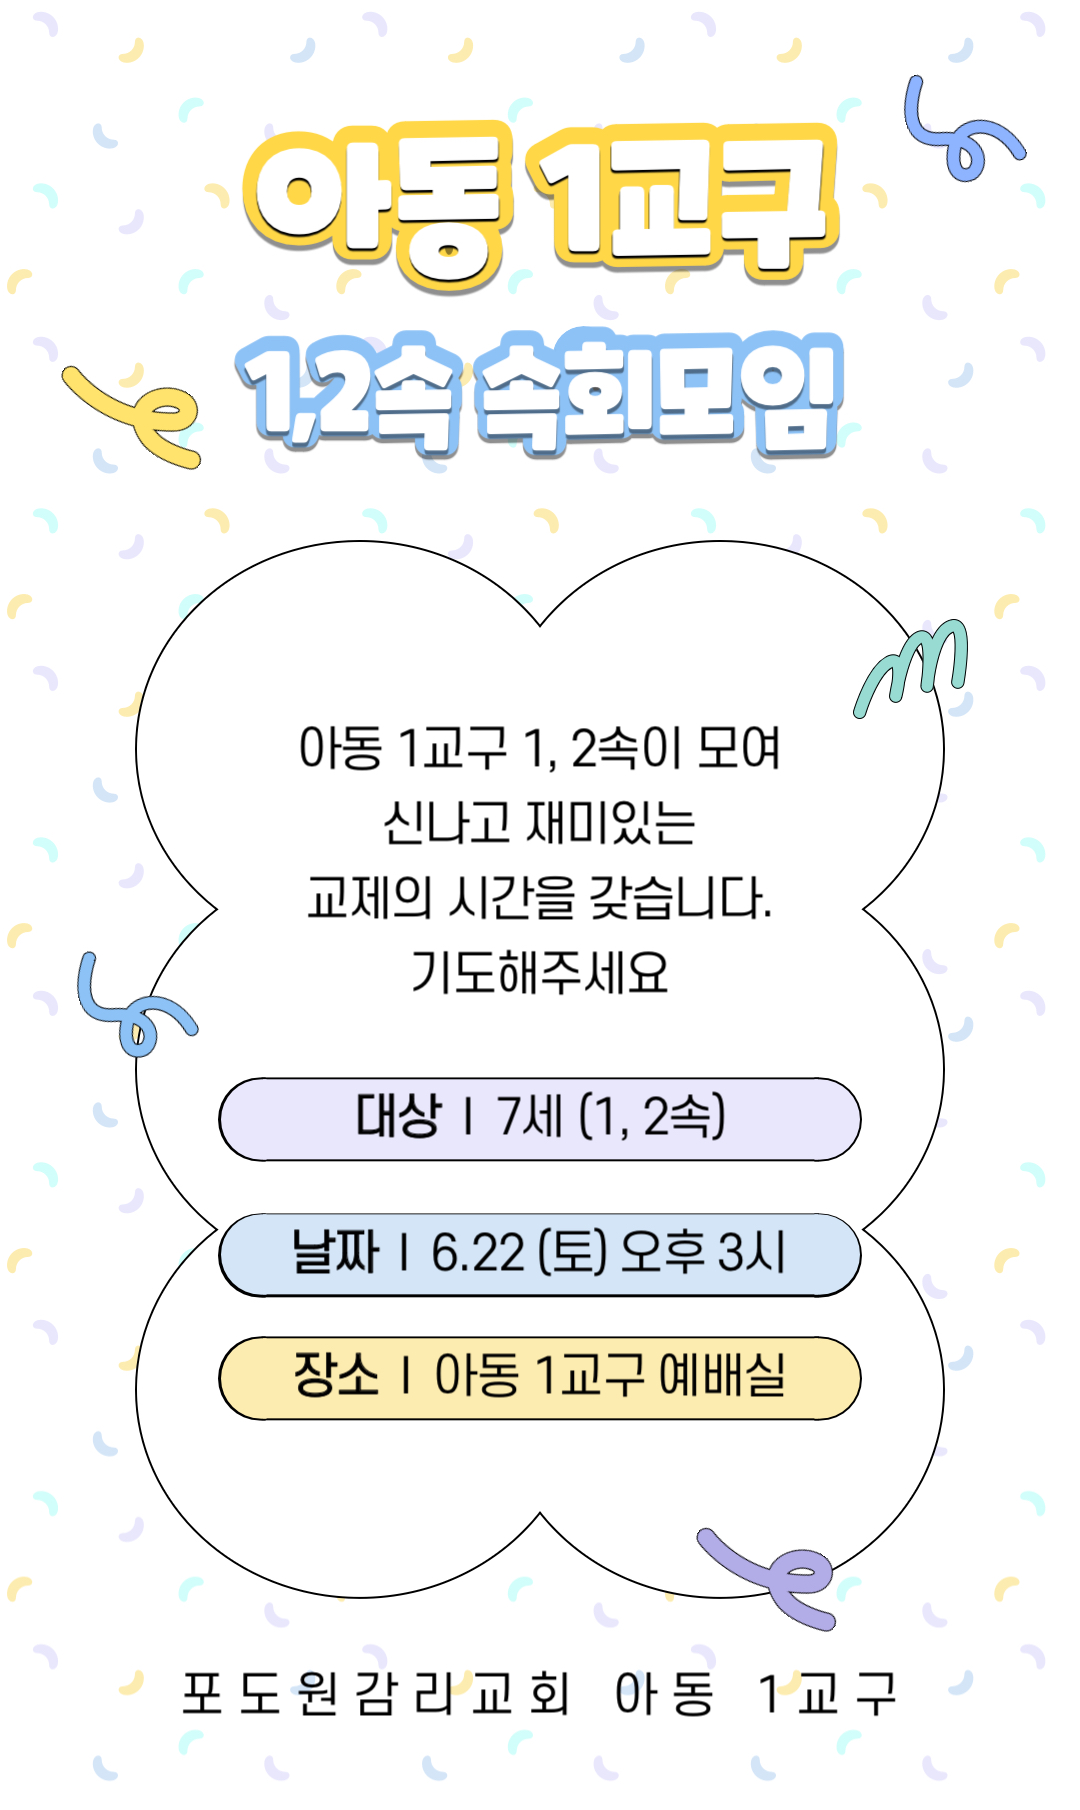 아동 1교구
1,2속 속회모임
아동 1교구 1, 2속이 모여
신나고 재미있는
교제의 시간을 갖습니다.
기도해주세요
대상 I 7세 (1, 2속)
날짜 I 6.22 (토) 오후 3시
장소 I 아동 1교구 예배실
포도원감리교회 아동 1교구